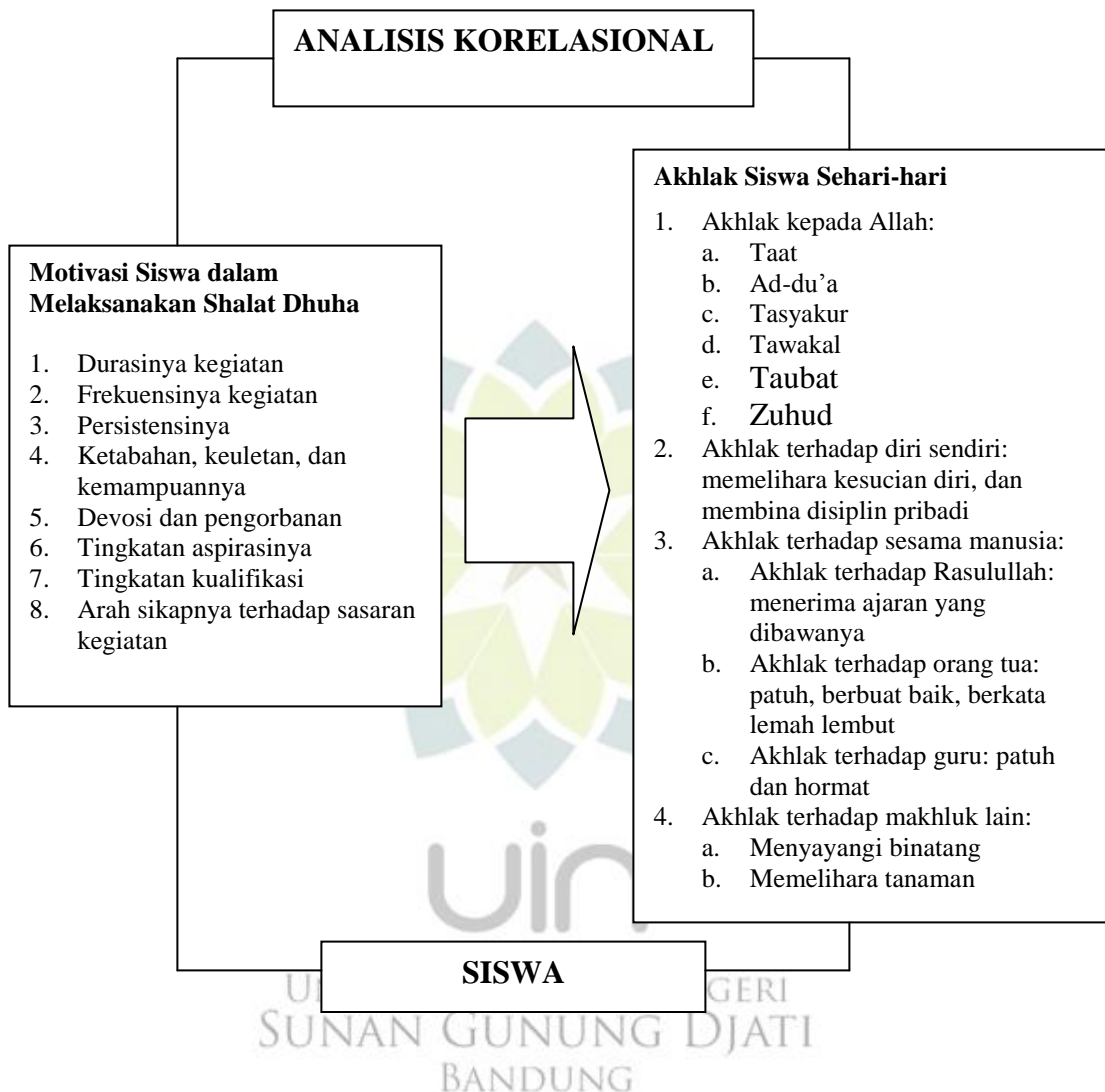 ANALISIS KORELASIONAL
Motivasi Siswa dalam
Melaksanakan Shalat Dhuha
1. Durasinya kegiatan
2. Frekuensinya kegiatan
3. Persistensinya
4. Ketabahan, keuletan, dan
kemampuannya
5. Devosi dan pengorbanan
6. Tingkatan aspirasinya
7. Tingkatan kualifikasi
8. Arah sikapnya terhadap sasaran
kegiatan
Akhlak Siswa Sehari-hari
1. Akhlak kepada Allah:
a. Taat
b. Ad-du’a
c. Tasyakur
d. Tawakal
e. Taubat
f. Zuhud
2. Akhlak terhadap diri sendiri:
memelihara kesucian diri, dan
membina disiplin pribadi
3. Akhlak terhadap sesama manusia:
a. Akhlak terhadap Rasulullah:
menerima ajaran yang
dibawanya
b. Akhlak terhadap orang tua:
patuh, berbuat baik, berkata
lemah lembut
c. Akhlak terhadap guru: patuh
dan hormat
4. Akhlak terhadap makhluk lain:
a. Menyayangi binatang
b. Memelihara tanaman
uin
SISWA
SUNAN GUNUNG DJATI
BANDUNG